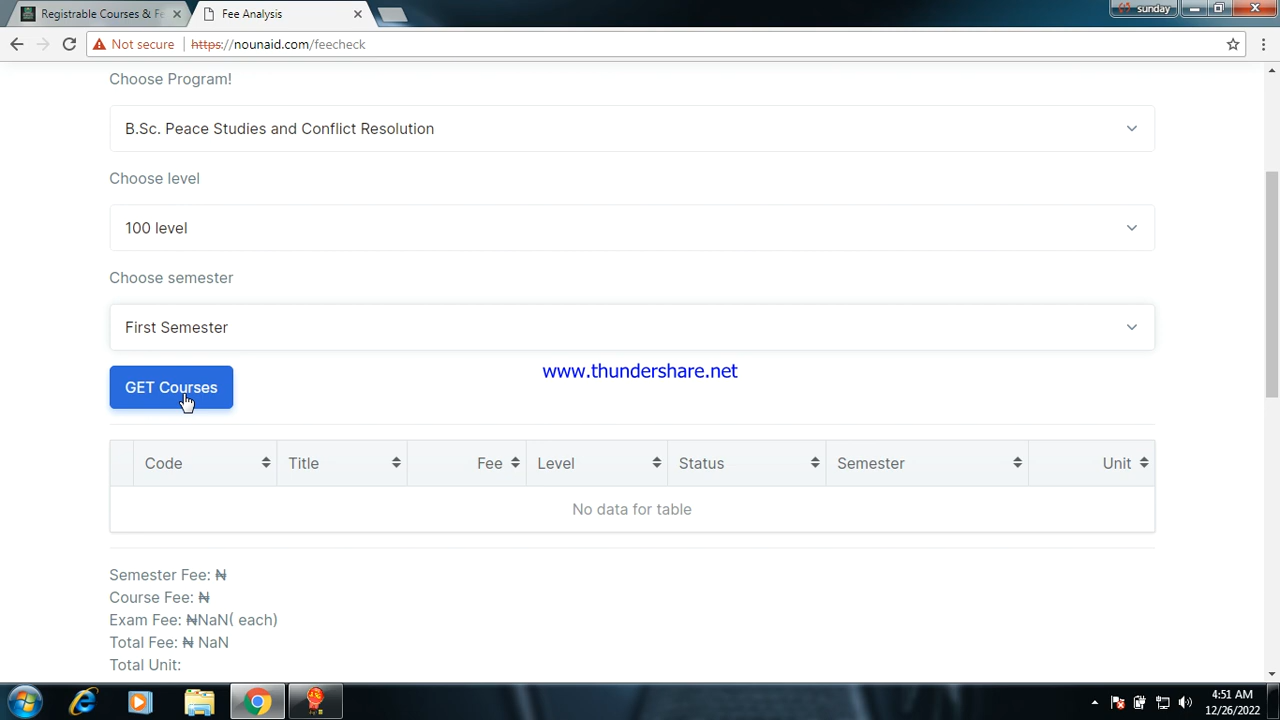 Registrable Courses & Fe
Fee Analysis
sunday
Not secure
https://nounaid.com/feecheck
Choose Program!
B.Sc. Peace Studies and Conflict Resolution
Choose level
100 level
Choose semester
First Semester
www.thundershare.net
GET Courses
Code Title Fee Level Status Semester Unit
No data for table
Semester Fee: ₦
Course Fee: ₦
Exam Fee: ₦NaN( each)
Total Fee: ₦ NaN
Total Unit:
4:51 AM
12/26/2022